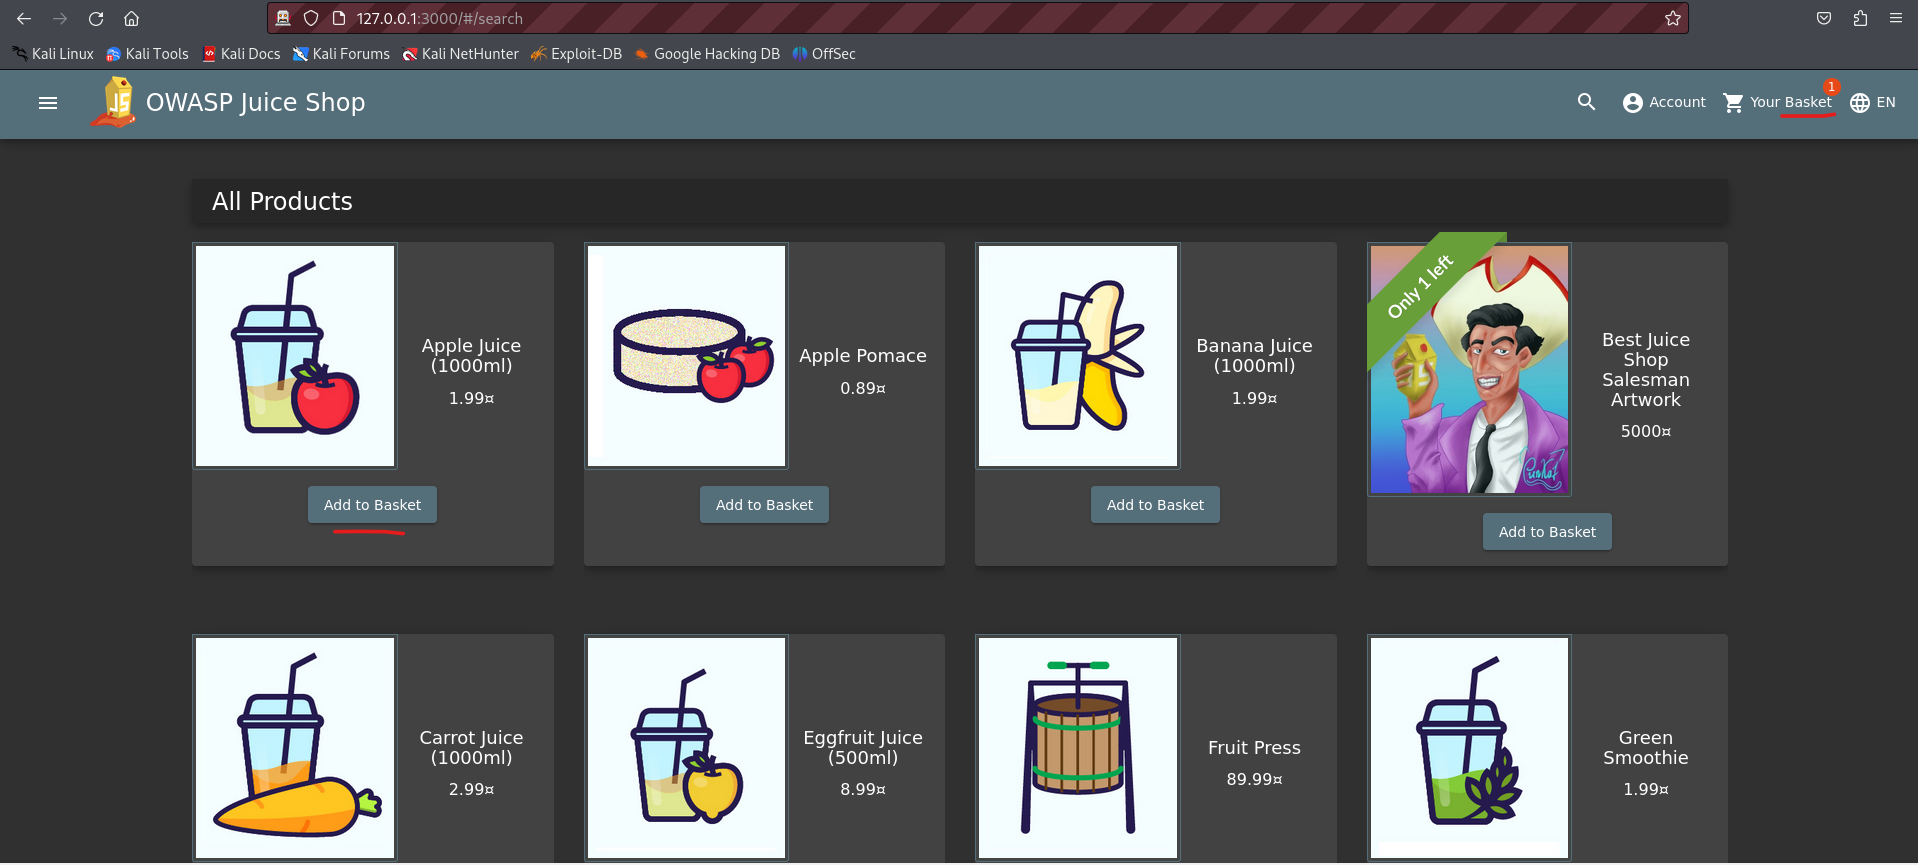 127.0.0.1:3000/#/search
Kali Linux Kali Tools Kali Docs Kali Forums Kali NetHunter Exploit-DB Google Hacking DB OffSec
JS OWASP Juice Shop
Account Your Basket 1 EN
All Products
Apple Juice
(1000ml)
1.99¤
Add to Basket
Apple Pomace
0.89¤
Add to Basket
Banana Juice
(1000ml)
1.99¤
Add to Basket
Only 1 left
Best Juice
Shop
Salesman
Artwork
5000¤
Add to Basket
Carrot Juice
(1000ml)
2.99¤
Eggfruit Juice
(500ml)
8.99¤
Fruit Press
89.99¤
Green
Smoothie
1.99¤